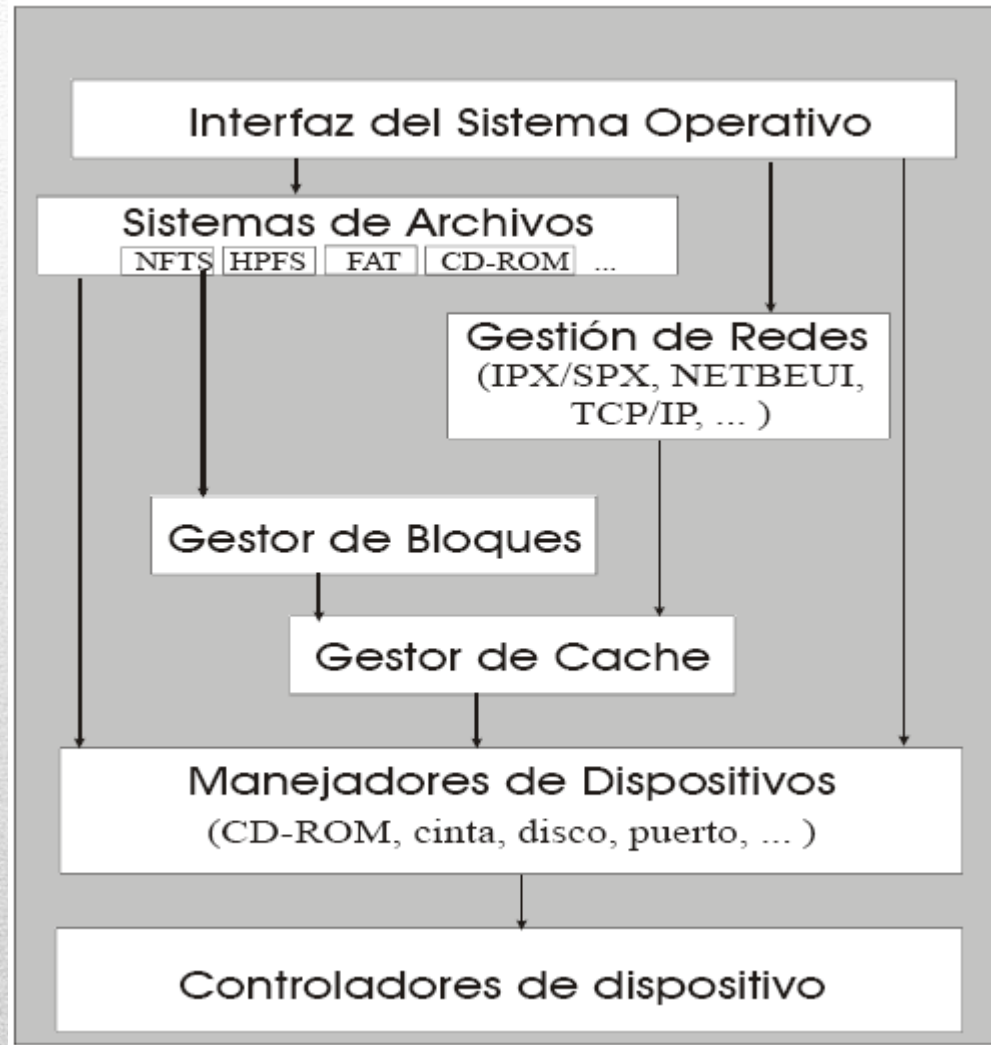 Interfaz del Sistema Operativo
Sistemas de Archivos
NFTS HPFS FAT CD-ROM ...
Gestión de Redes
(IPX/SPX, NETBEUI,
TCP/IP, ... )
Gestor de Bloques
Gestor de Cache
Manejadores de Dispositivos
(CD-ROM, cinta, disco, puerto, ... )
Controladores de dispositivo